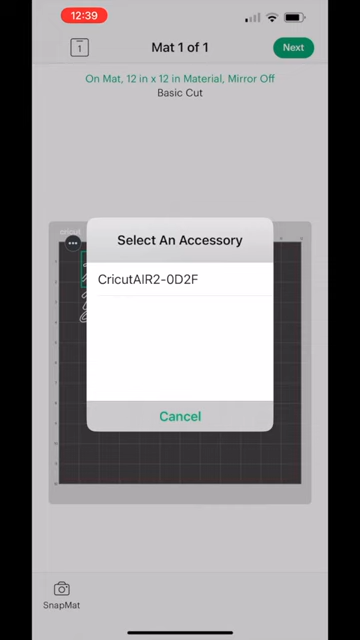 12:39
1
Mat 1 of 1
Next
On Mat, 12 in x 12 in Material, Mirror Off
Basic Cut
cricut
Select An Accessory
CricutAIR2-0D2F
Cancel
SnapMat